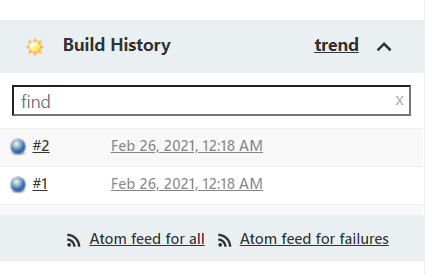 Build History trend
find x
#2 Feb 26, 2021, 12:18 AM
#1 Feb 26, 2021, 12:18 AM
Atom feed for all Atom feed for failures